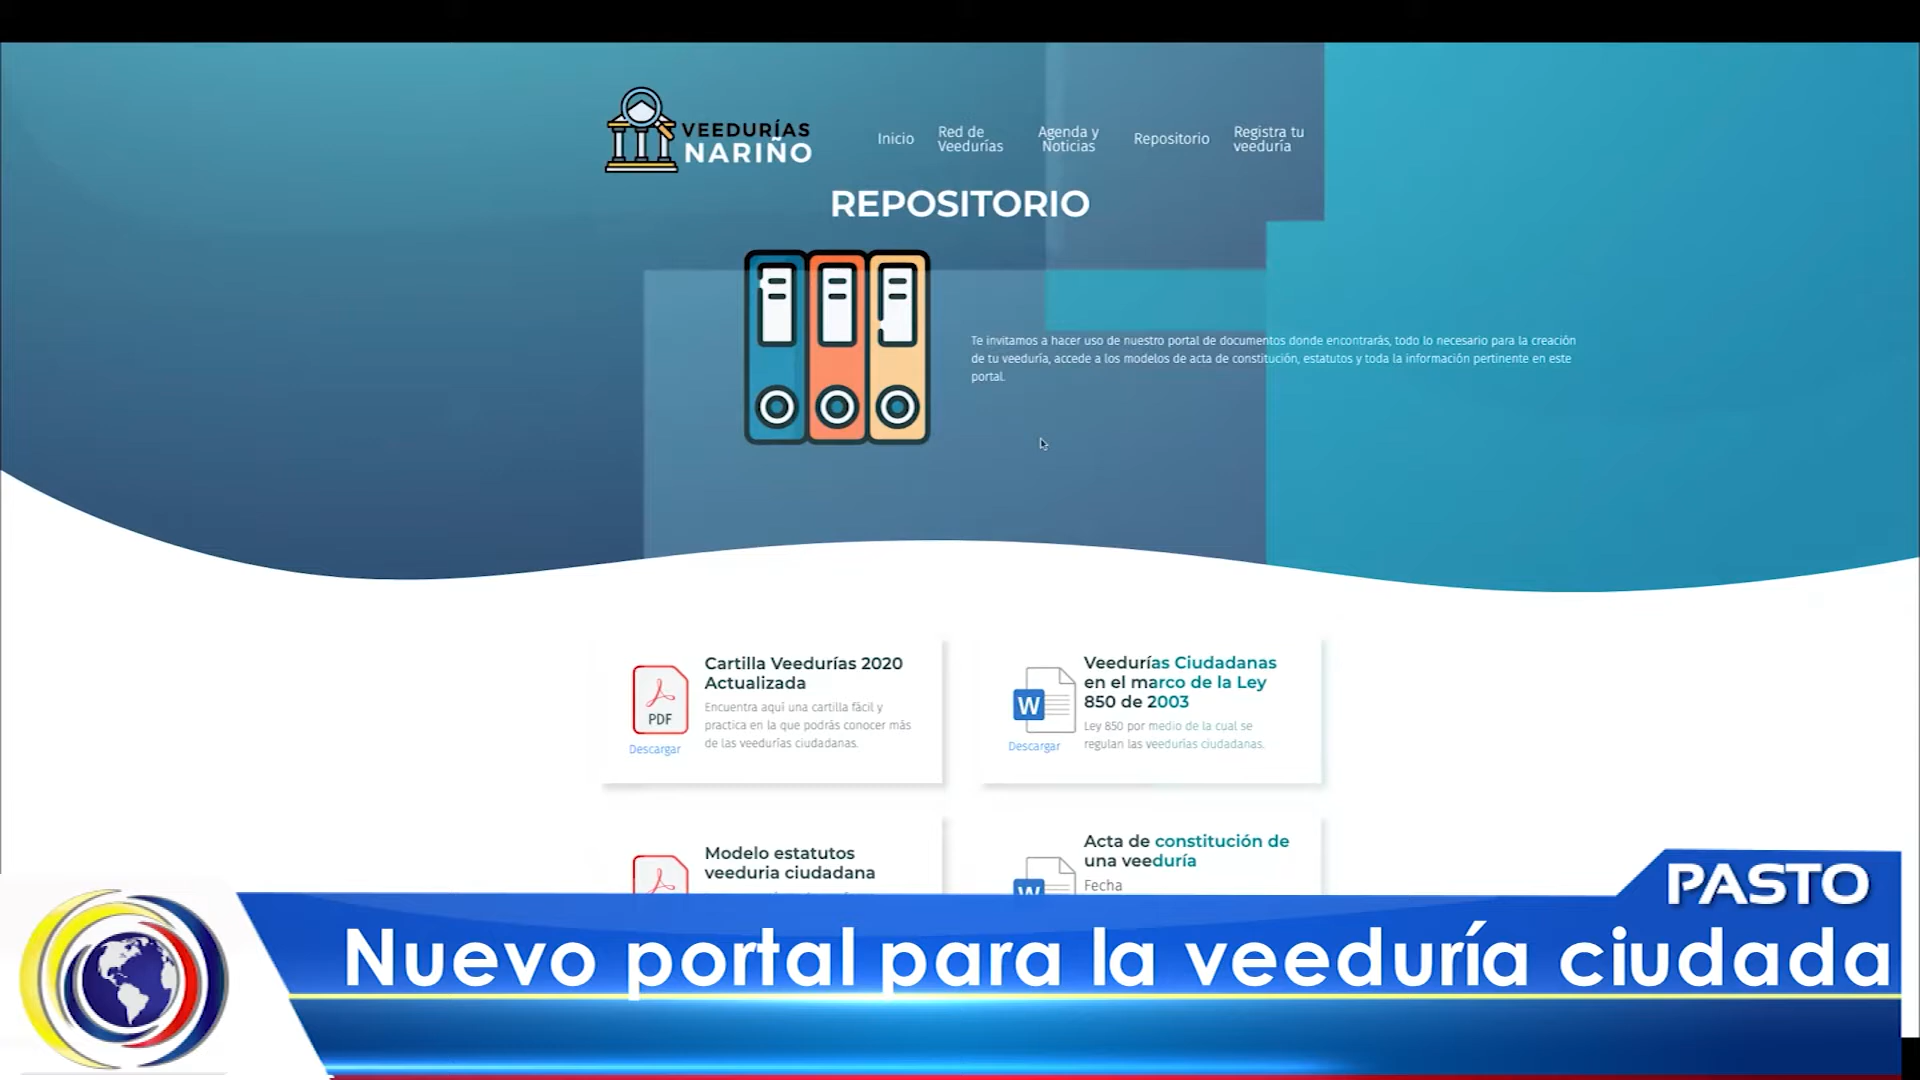 VEEDURÍAS
NARIÑO
Inicio
Red de
Veedurías
Agenda y
Noticias
Repositorio
Registra tu
veeduría
REPOSITORIO
Te invitamos a hacer uso de nuestro portal de documentos donde encontrarás, todo lo necesario para la creación
de tu veeduría, accede a los modelos de acta de constitución, estatutos y toda la información pertinente en este
portal.
Cartilla Veedurías 2020
Actualizada
Encuentra aquí una cartilla fácil y
practica en la que podrás conocer más
de las veedurías ciudadanas.
PDF
Descargar
Veedurías Ciudadanas
en el marco de la Ley
850 de 2003
Ley 850 por medio de la cual se
regulan las veedurías ciudadanas.
W
Descargar
Modelo estatutos
veeduria ciudadana
Acta de constitución de
una veeduría
Fecha
W
PASTO
Nuevo portal para la veeduría ciudada